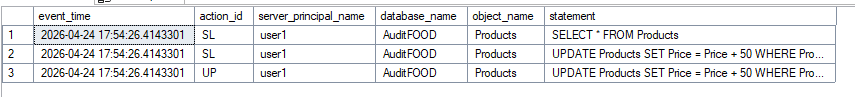 event_time action_id server_principal_name database_name object_name statement
1 2026-04-24 17:54:26.4143301 SL user1 AuditFOOD Products SELECT * FROM Products
2 2026-04-24 17:54:26.4143301 SL user1 AuditFOOD Products UPDATE Products SET Price = Price + 50 WHERE Pro...
3 2026-04-24 17:54:26.4143301 UP user1 AuditFOOD Products UPDATE Products SET Price = Price + 50 WHERE Pro...